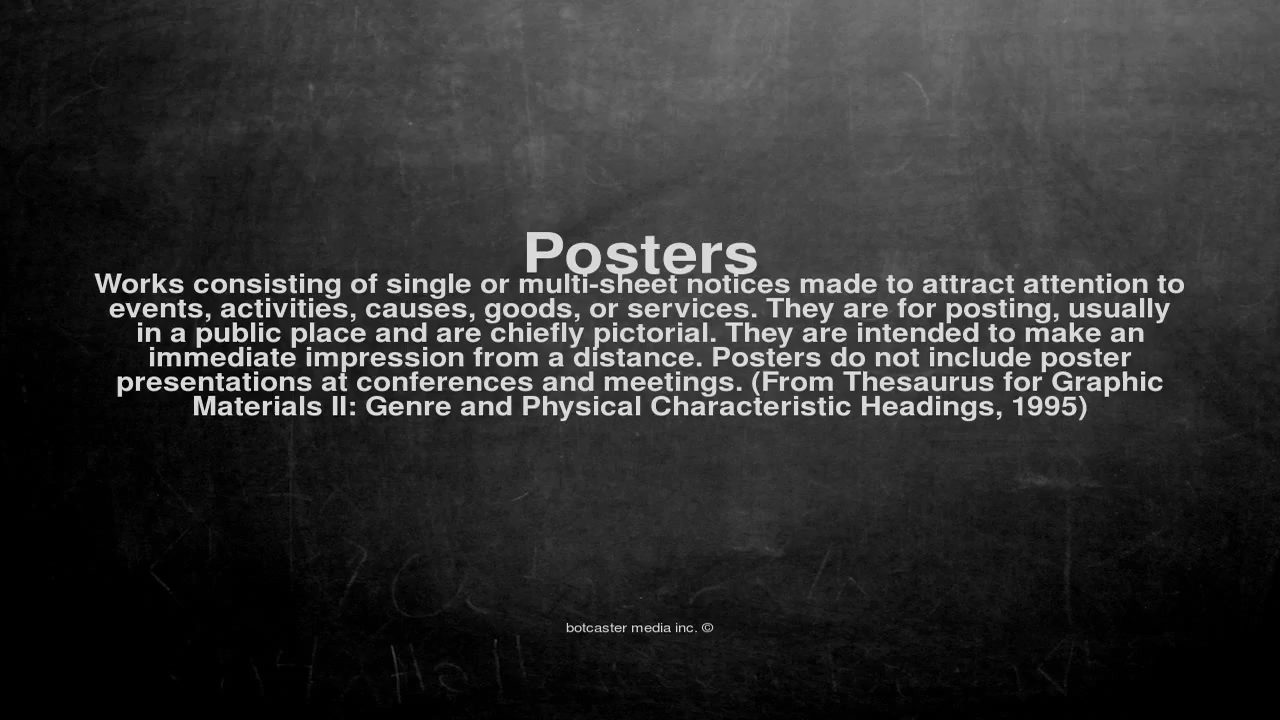 Posters
Works consisting of single or multi-sheet notices made to attract attention to
events, activities, causes, goods, or services. They are for posting, usually
in a public place and are chiefly pictorial. They are intended to make an
immediate impression from a distance. Posters do not include poster
presentations at conferences and meetings. (From Thesaurus for Graphic
Materials II: Genre and Physical Characteristic Headings, 1995)
botcaster media inc. ©